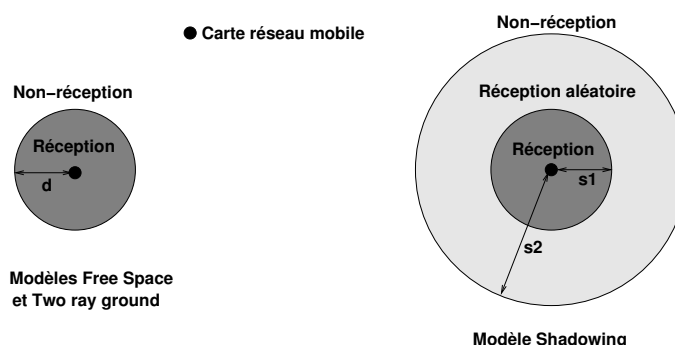 Non−réception
Carte réseau mobile
Non−réception
Réception aléatoire
Réception
Réception
d
s1
s2
Modèles Free Space
et Two ray ground
Modèle Shadowing